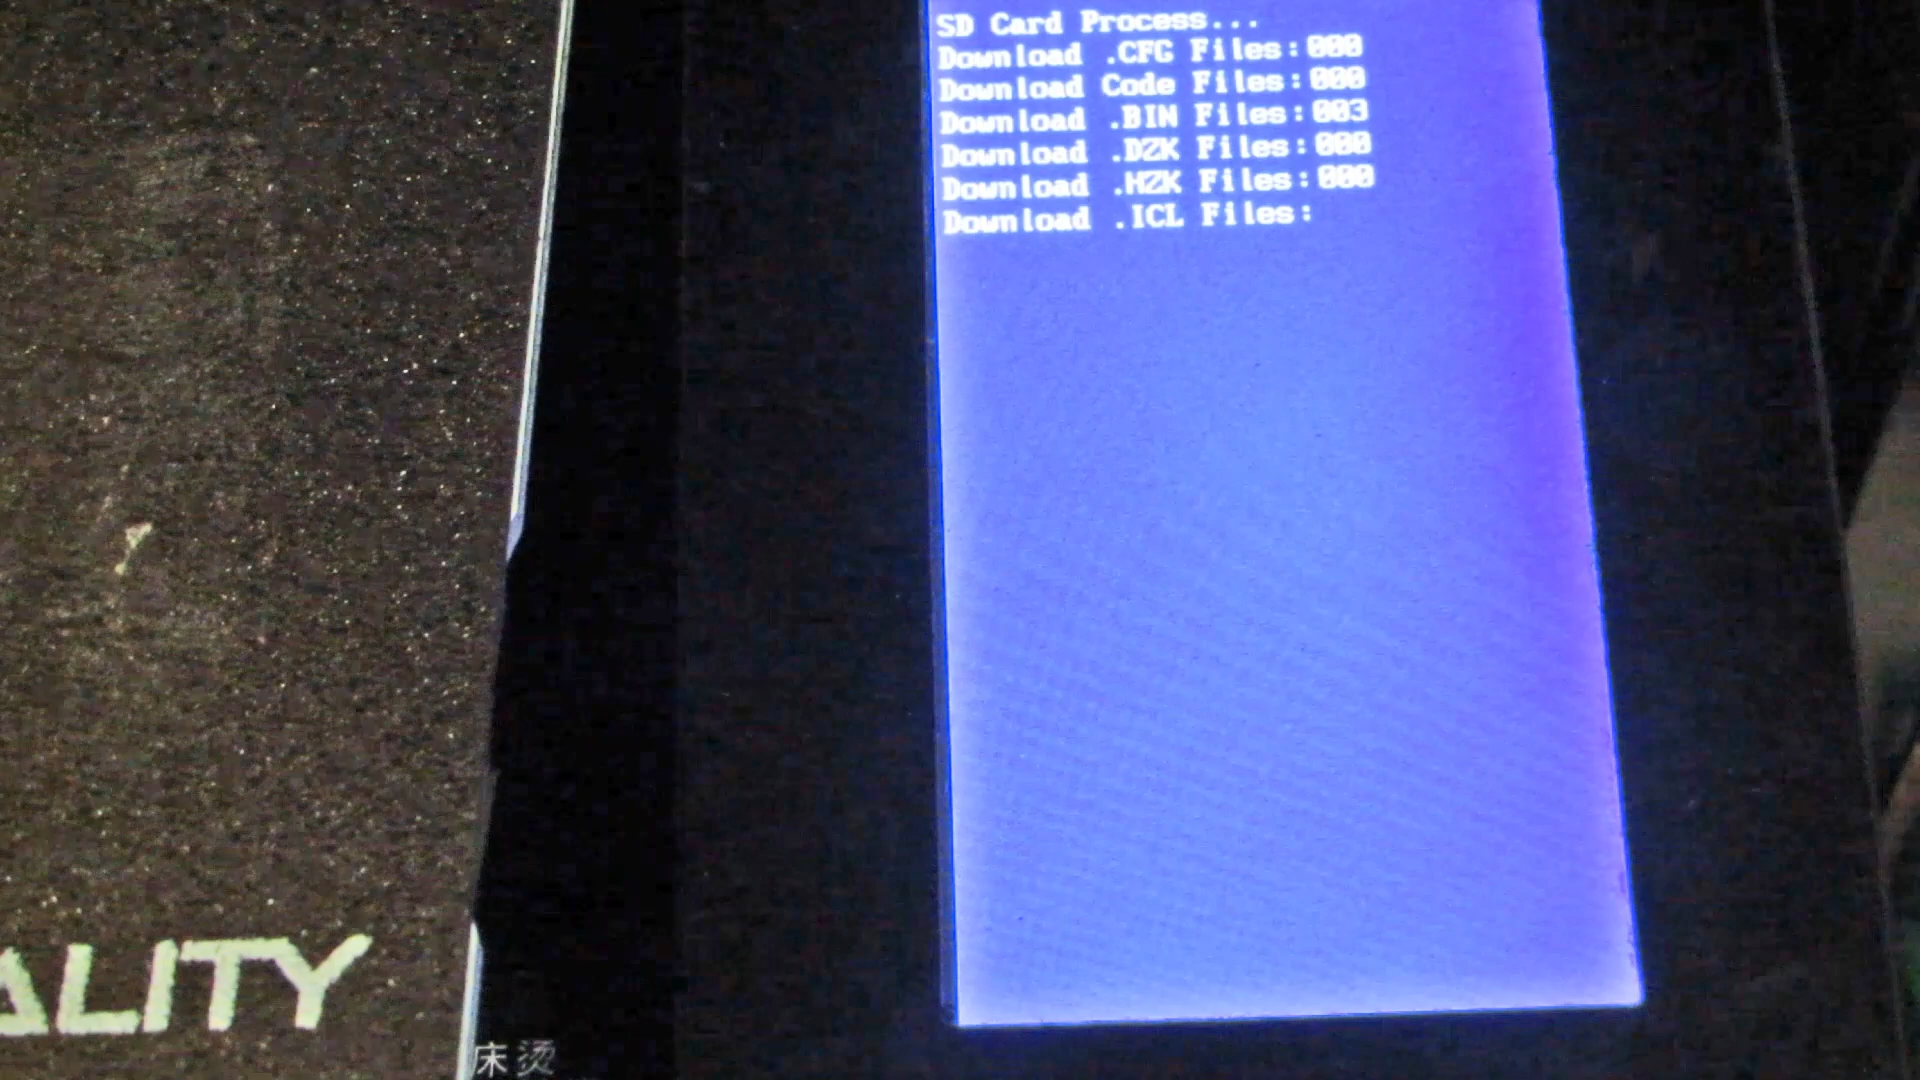 SD Card Process...
Download .CFG Files:000
Download Code Files:000
Download .BIN Files:003
Download .DZK Files:000
Download .HZK Files:000
Download .ICL Files:
ALITY
床烫